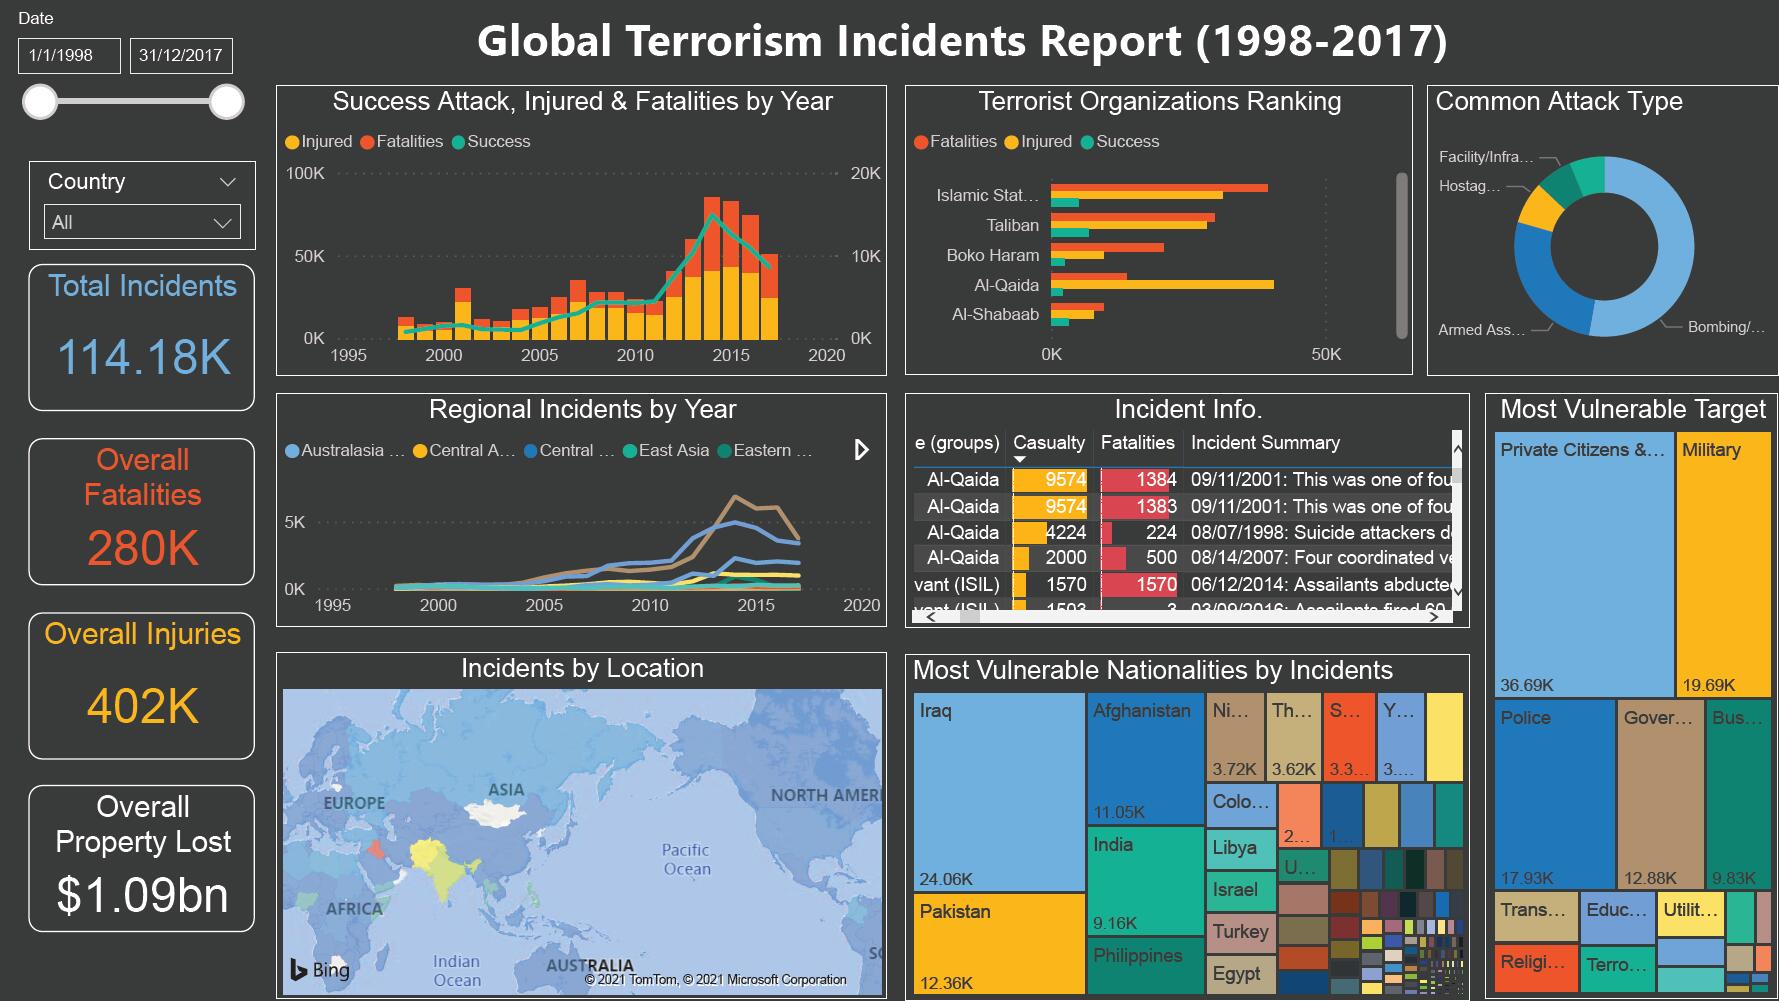 Date
1/1/1998
31/12/2017
Global Terrorism Incidents Report (1998-2017)
Country
All
Total Incidents
114.18K
Overall
Fatalities
280K
Overall Injuries
402K
Overall
Property Lost
$1.09bn
Success Attack, Injured & Fatalities by Year
Injured Fatalities Success
100K 20K
50K 10K
0K 0K
1995 2000 2005 2010 2015 2020
Terrorist Organizations Ranking
Fatalities Injured Success
Islamic Stat...
Taliban
Boko Haram
Al-Qaida
Al-Shabaab
0K 50K
Common Attack Type
Facility/Infra...
Hostag...
Armed Ass...
Bombing/...
Regional Incidents by Year
Australasia ... Central A... Central ... East Asia Eastern ...
5K
0K
1995 2000 2005 2010 2015 2020
Incident Info.
e (groups) Casualty Fatalities Incident Summary
Al-Qaida 9574 1384 09/11/2001: This was one of fou
Al-Qaida 9574 1383 09/11/2001: This was one of fou
Al-Qaida 4224 224 08/07/1998: Suicide attackers d
Al-Qaida 2000 500 08/14/2007: Four coordinated ve
vant (ISIL) 1570 1570 06/12/2014: Assailants abducte
vant (ISIL) 1503 3 03/09/2016: Assailants fired 60
Most Vulnerable Target
Private Citizens &...
36.69K
Military
19.69K
Police
17.93K
Gover...
12.88K
Bus...
9.83K
Trans...
Educ...
Utilit...
Religi...
Terro...
Incidents by Location
EUROPE
ASIA
NORTH AMERI
Pacific
Ocean
AFRICA
Indian
Ocean
AUSTRALIA
SO
Bing
© 2021 TomTom, © 2021 Microsoft Corporation
Most Vulnerable Nationalities by Incidents
Iraq
24.06K
Pakistan
12.36K
Afghanistan
11.05K
India
9.16K
Philippines
Ni...
3.72K
Th...
3.62K
S...
3.3...
Y...
3....
Colo...
2...
1...
Libya
U...
Israel
Turkey
Egypt